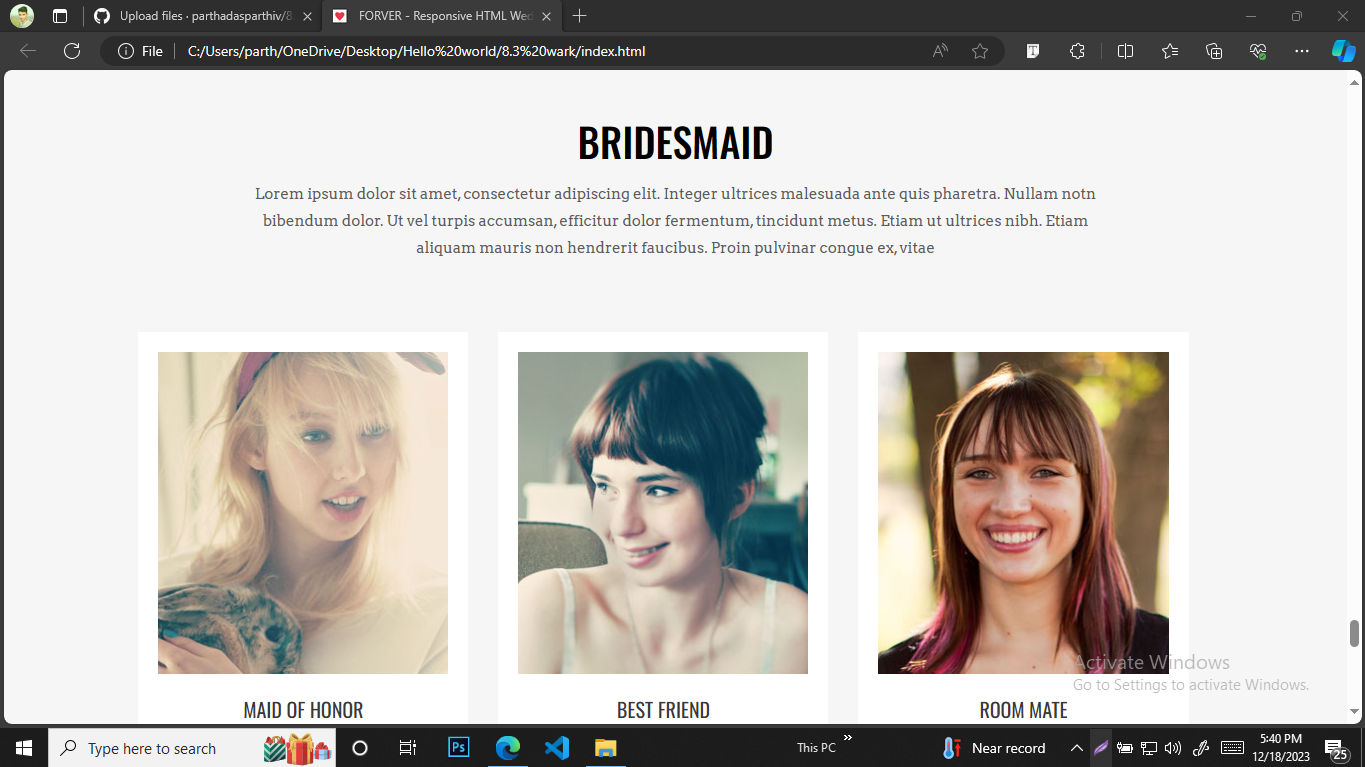 Upload files · parthadasparthiv/8.
FORVER - Responsive HTML Wed
File
C:/Users/parth/OneDrive/Desktop/Hello%20world/8.3%20wark/index.html
BRIDESMAID
Lorem ipsum dolor sit amet, consectetur adipiscing elit. Integer ultrices malesuada ante quis pharetra. Nullam notn
bibendum dolor. Ut vel turpis accumsan, efficitur dolor fermentum, tincidunt metus. Etiam ut ultrices nibh. Etiam
aliquam mauris non hendrerit faucibus. Proin pulvinar congue ex, vitae
MAID OF HONOR
BEST FRIEND
ROOM MATE
Activate Windows
Go to Settings to activate Windows.
Type here to search
Ps
This PC
Near record
5:40 PM
12/18/2023
25